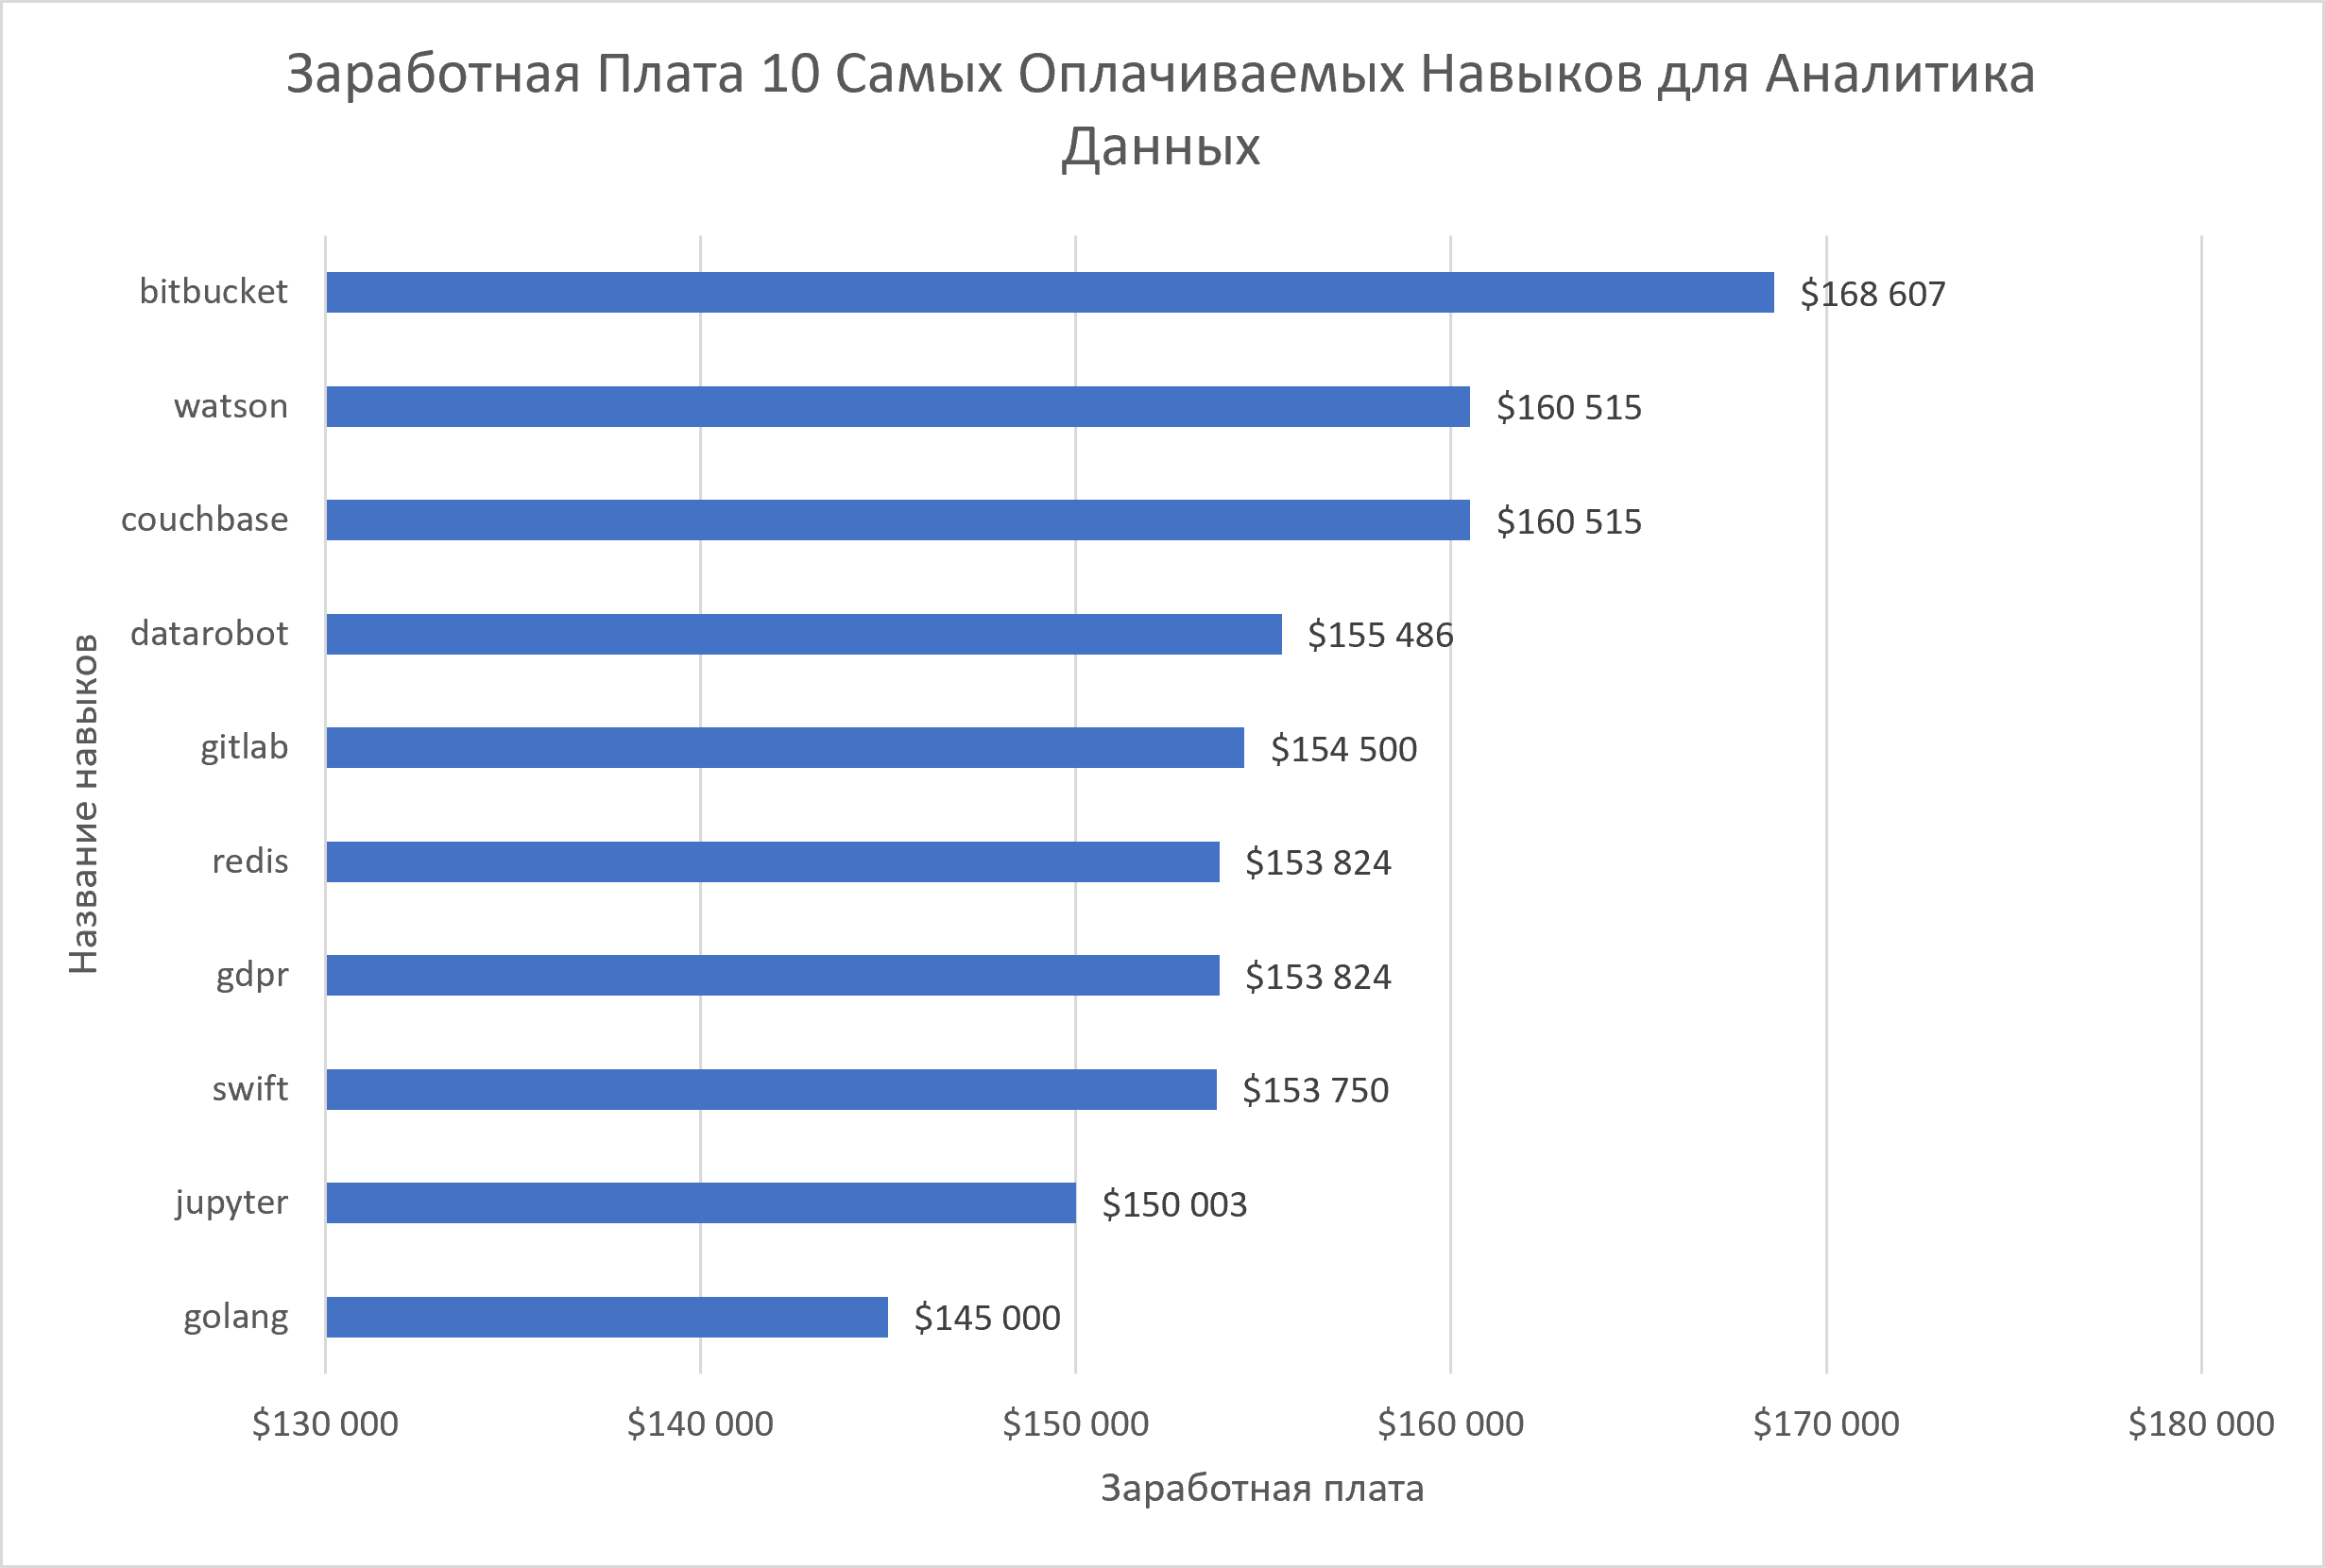 Заработная Плата 10 Самых Оплачиваемых Навыков для Аналитика
Данных
Название навыков
bitbucket $168 607
watson $160 515
couchbase $160 515
datarobot $155 486
gitlab $154 500
redis $153 824
gdpr $153 824
swift $153 750
jupyter $150 003
golang $145 000
$130 000 $140 000 $150 000 $160 000 $170 000 $180 000
Заработная плата